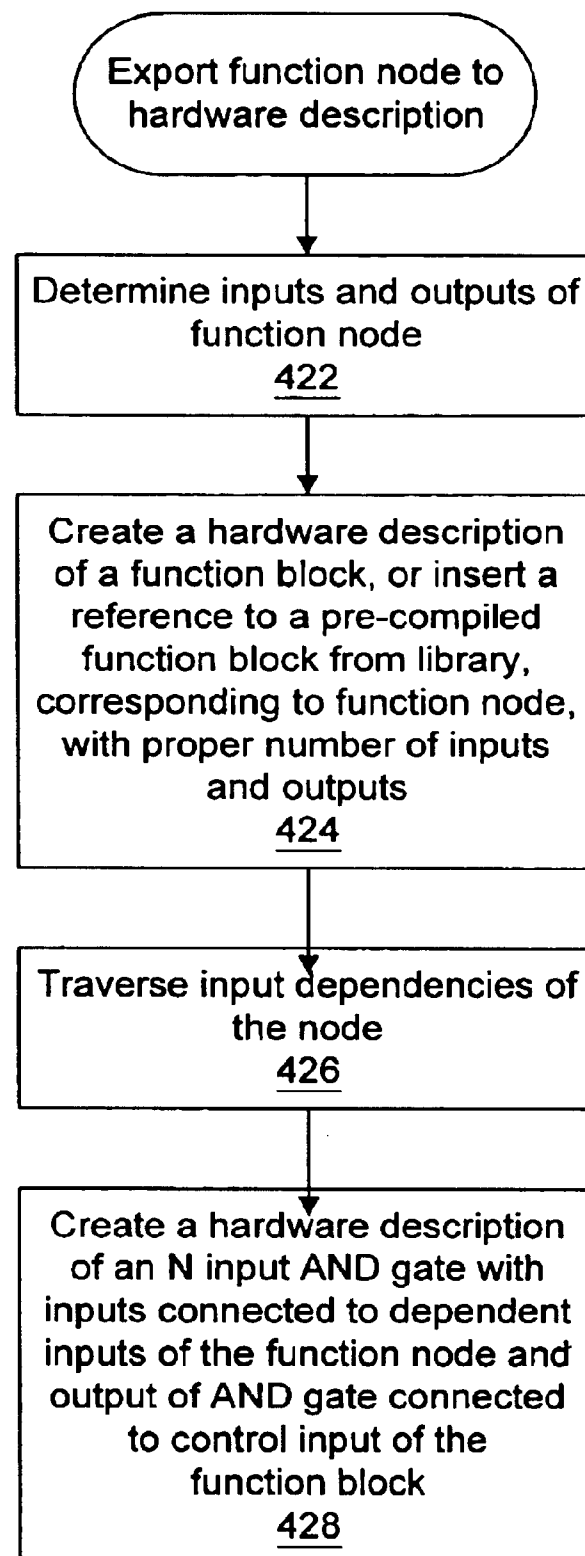 Export function node to
hardware description
Determine inputs and outputs of
function node
422
Create a hardware description
of a function block, or insert a
reference to a pre-compiled
function block from library,
corresponding to function node,
with proper number of inputs
and outputs
424
Traverse input dependencies of
the node
426
Create a hardware description
of an N input AND gate with
inputs connected to dependent
inputs of the function node and
output of AND gate connected
to control input of the
function block
428